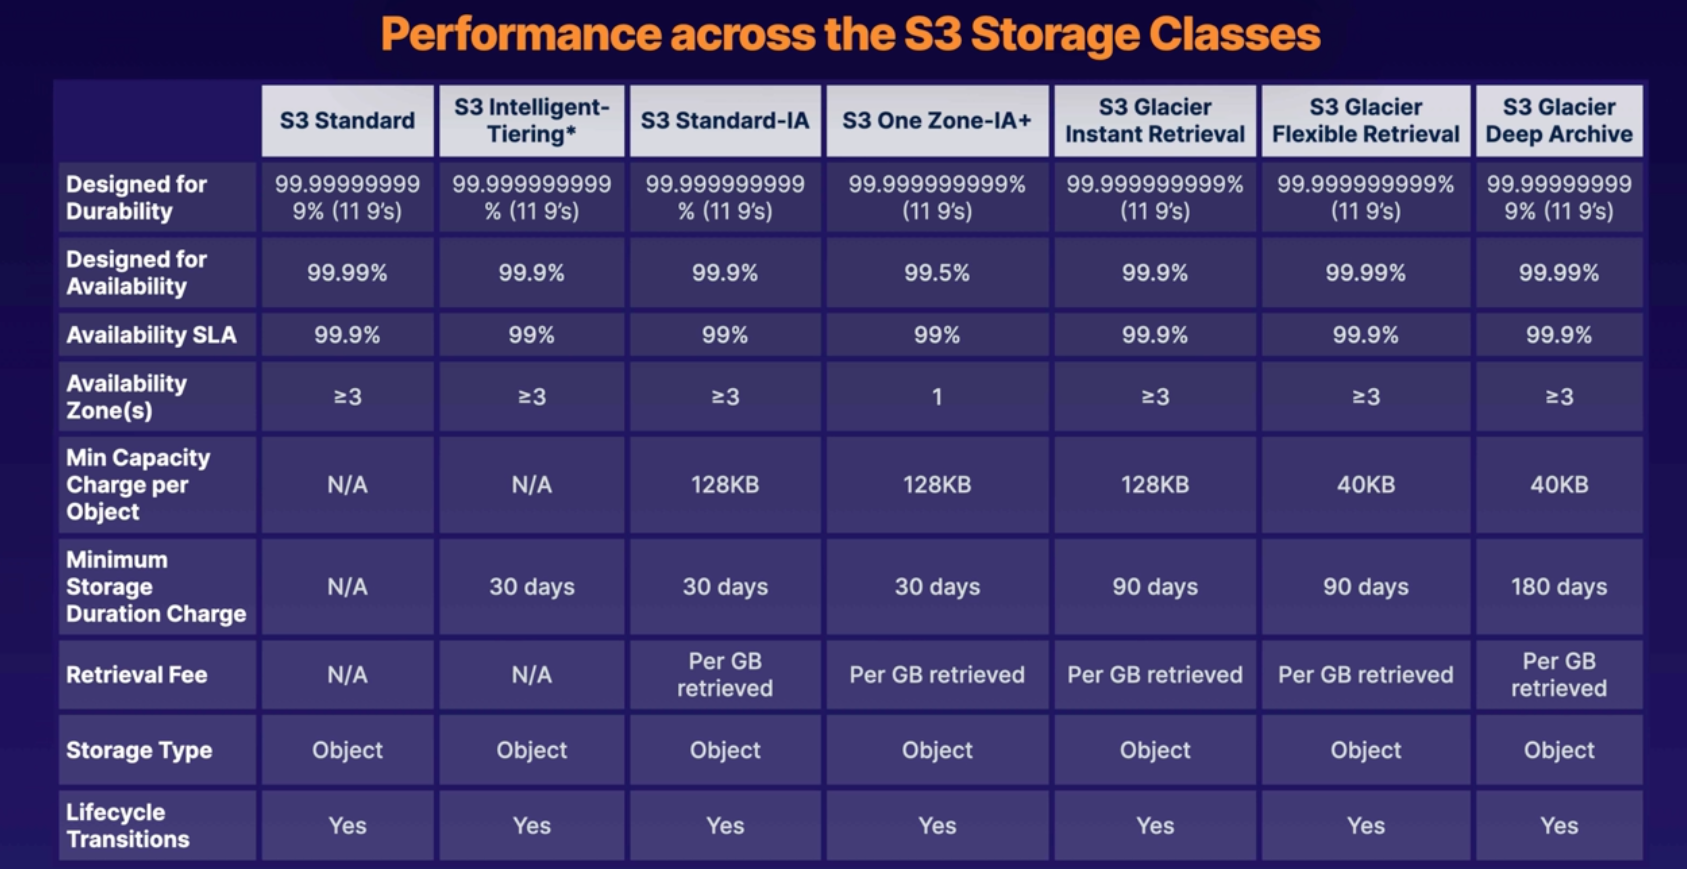 Performance across the S3 Storage Classes
S3 Standard
S3 Intelligent-
Tiering*
S3 Standard-IA
S3 One Zone-IA+
S3 Glacier
Instant Retrieval
S3 Glacier
Flexible Retrieval
S3 Glacier
Deep Archive
Designed for
Durability
99.99999999
9% (11 9’s)
99.999999999
% (11 9’s)
99.999999999
% (11 9’s)
99.999999999%
(11 9’s)
99.999999999%
(11 9’s)
99.999999999%
(11 9’s)
99.99999999
9% (11 9’s)
Designed for
Availability
99.99%
99.9%
99.9%
99.5%
99.9%
99.99%
99.99%
Availability SLA
99.9%
99%
99%
99%
99.9%
99.9%
99.9%
Availability
Zone(s)
≥3
≥3
≥3
1
≥3
≥3
≥3
Min Capacity
Charge per
Object
N/A
N/A
128KB
128KB
128KB
40KB
40KB
Minimum
Storage
Duration Charge
N/A
30 days
30 days
30 days
90 days
90 days
180 days
Retrieval Fee
N/A
N/A
Per GB
retrieved
Per GB retrieved
Per GB retrieved
Per GB retrieved
Per GB
retrieved
Storage Type
Object
Object
Object
Object
Object
Object
Object
Lifecycle
Transitions
Yes
Yes
Yes
Yes
Yes
Yes
Yes